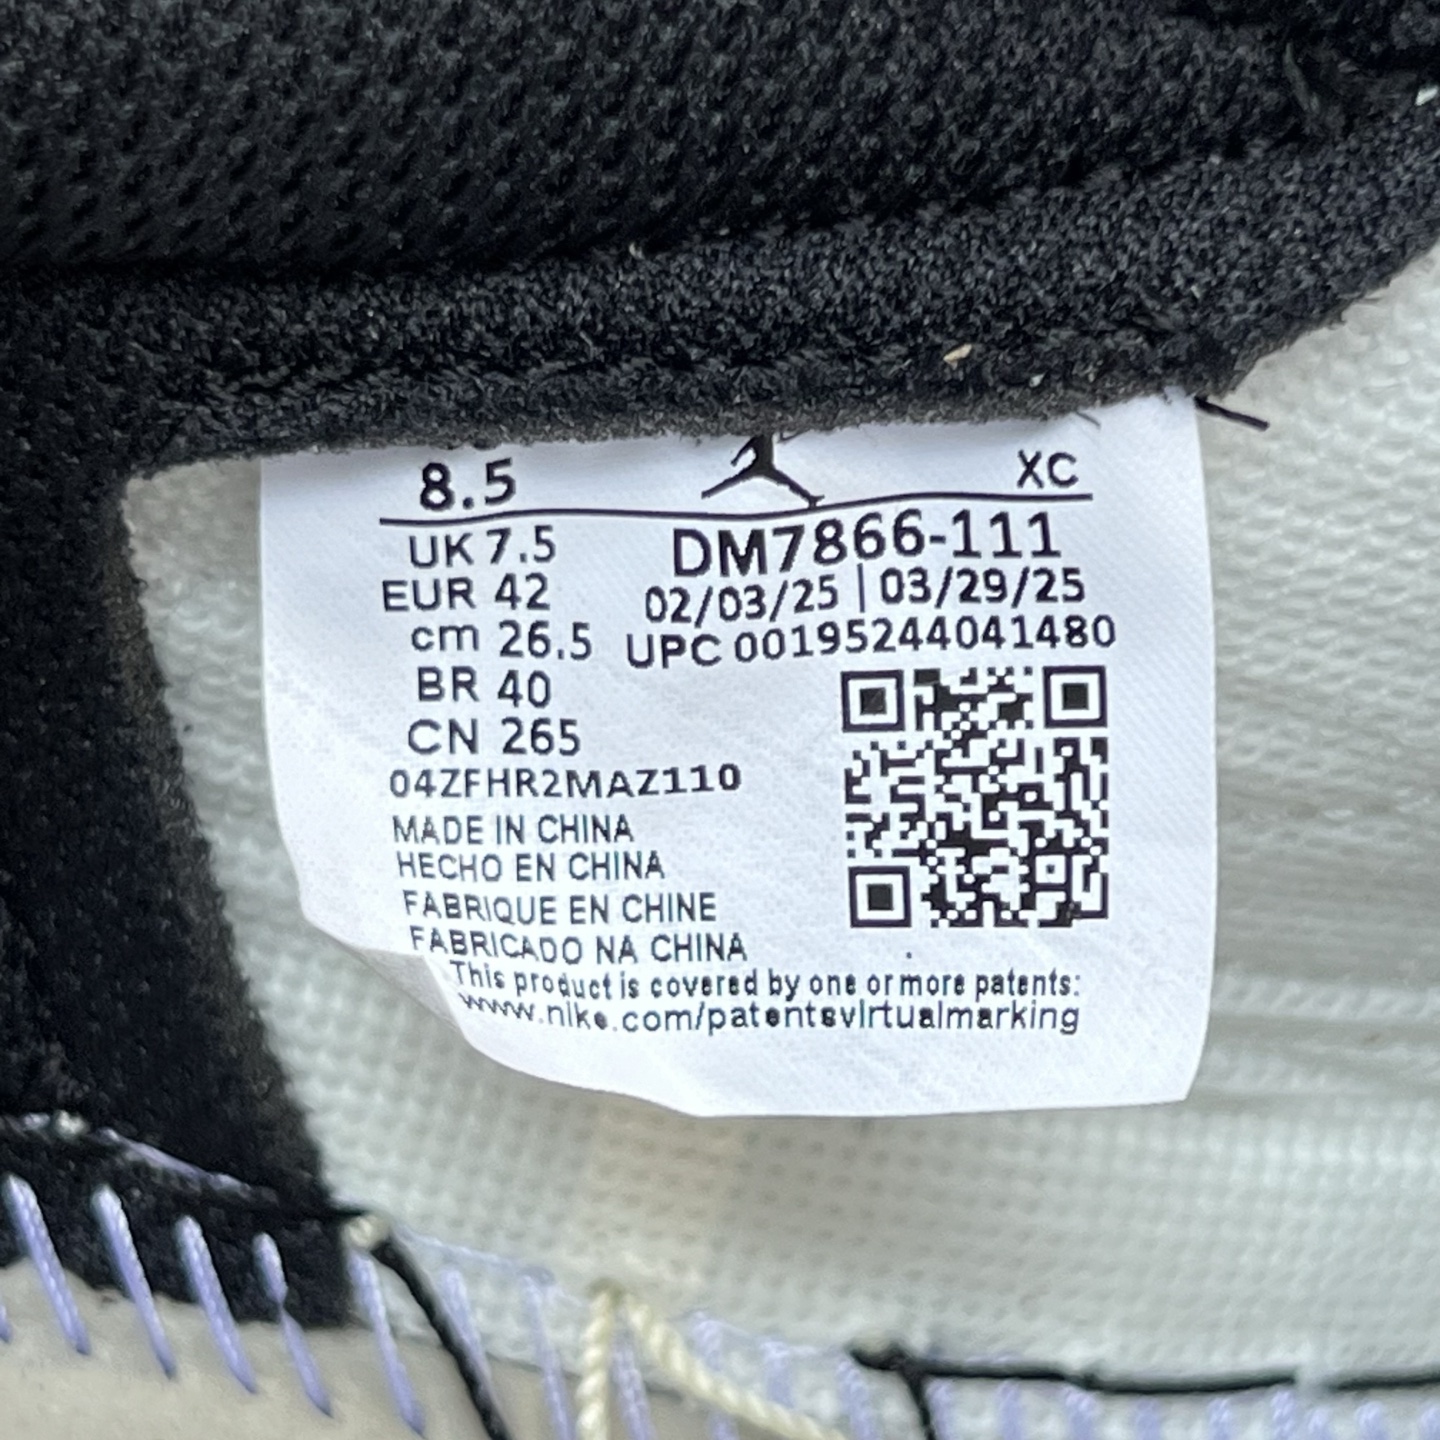 8.5 XC
UK 7.5 DM7866-111
EUR 42 02/03/25 | 03/29/25
cm 26.5 UPC 00195244041480
BR 40
CN 265
04ZFHR2MAZ110
MADE IN CHINA
HECHO EN CHINA
FABRIQUE EN CHINE
FABRICADO NA CHINA
This product is covered by one or more patents:
www.nike.com/patentsvirtualmarking